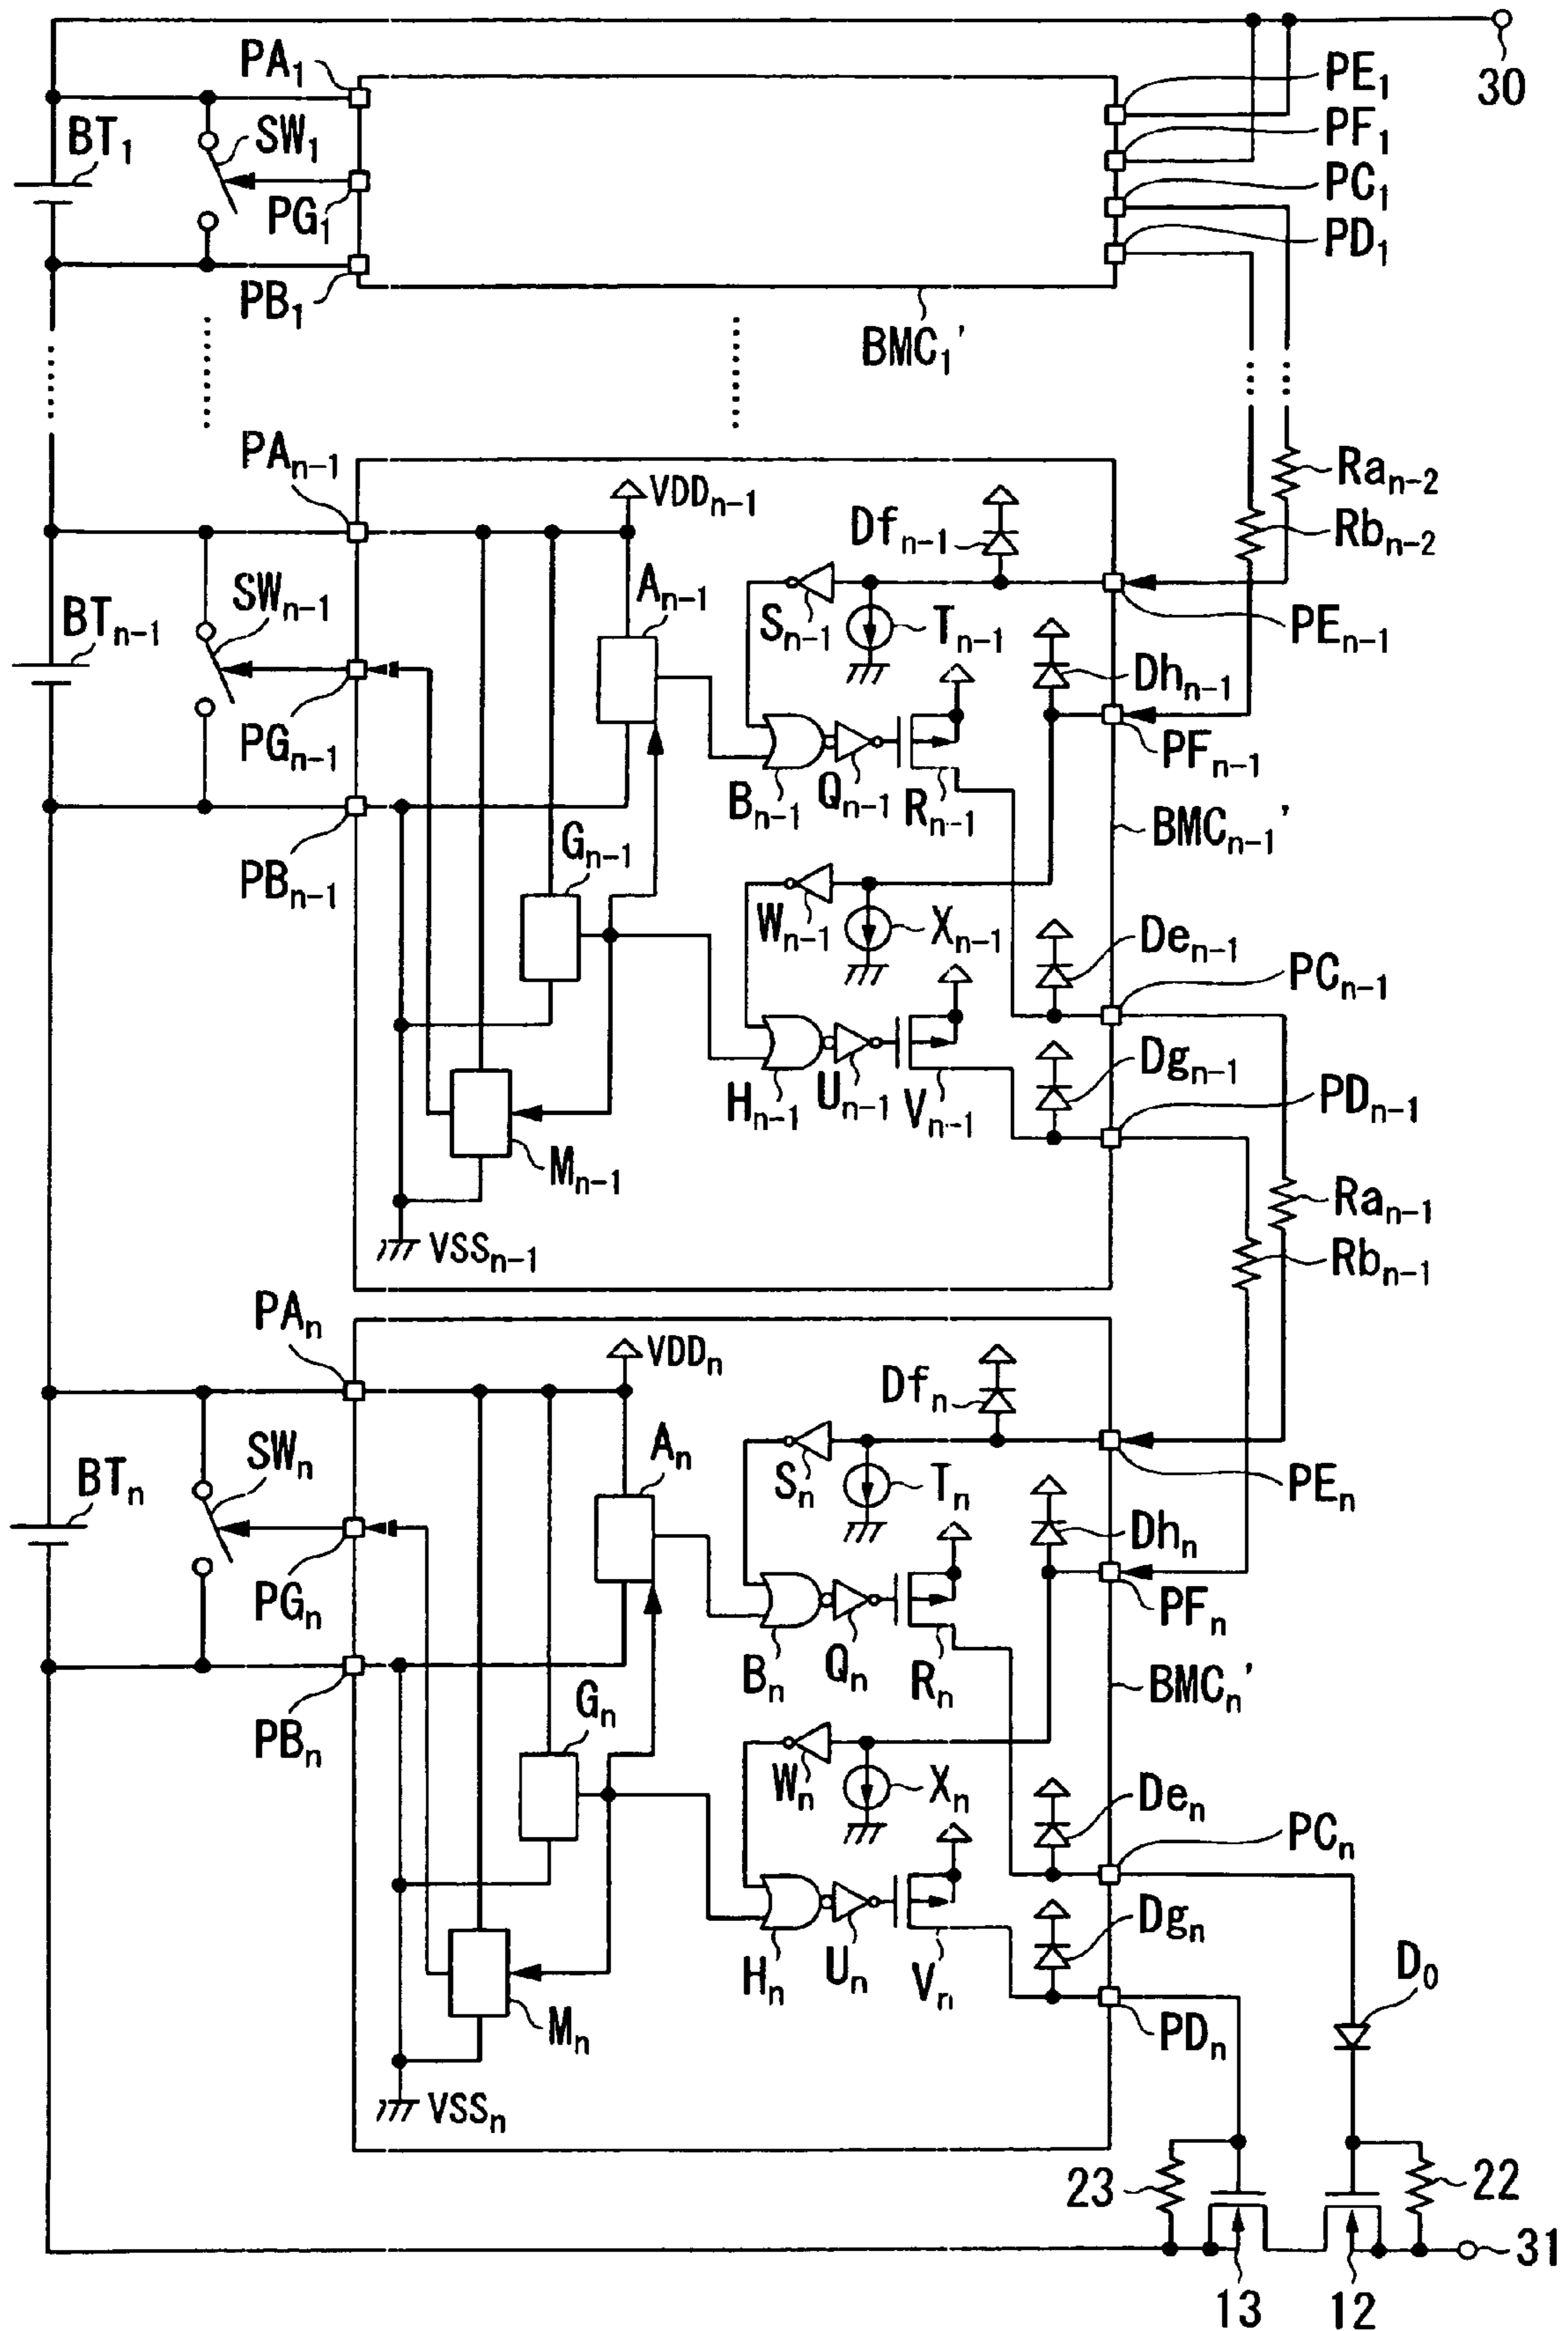 30
PA1
PE1
BT1
SW1
PF1
PG1
PC1
PD1
PB1
BMC1'
PAn-1
VDDn-1
Dfn-1
Ran-2
Rbn-2
An-1
SWn-1
BTn-1
Sn-1
Tn-1
PEn-1
Dhn-1
PGn-1
PFn-1
Bn-1
Qn-1
Rn-1
BMCn-1'
Gn-1
PBn-1
Wn-1
Xn-1
Den-1
PCn-1
Dgn-1
PDn-1
Hn-1
Un-1
Vn-1
Mn-1
Ran-1
Rbn-1
VSSn-1
PAn
VDDn
Dfn
An
SWn
BTn
Sn
Tn
PEn
Dhn
PGn
PFn
Bn
Qn
Rn
BMCn'
Gn
PBn
Wn
Xn
Den
PCn
Dgn
D0
Hn
Un
Vn
PDn
Mn
VSSn
23
22
31
13
12